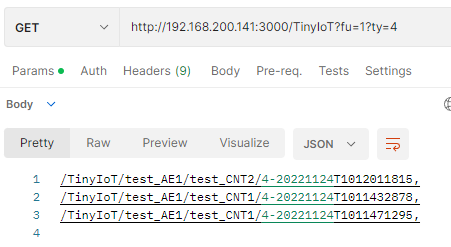 GET http://192.168.200.141:3000/TinyIoT?fu=1?ty=4
Params Auth Headers (9) Body Pre-req. Tests Settings
Body
Pretty Raw Preview Visualize JSON
1 /TinyIoT/test_AE1/test_CNT2/4-20221124T1012011815,
2 /TinyIoT/test_AE1/test_CNT1/4-20221124T1011432878,
3 /TinyIoT/test_AE1/test_CNT1/4-20221124T1011471295,